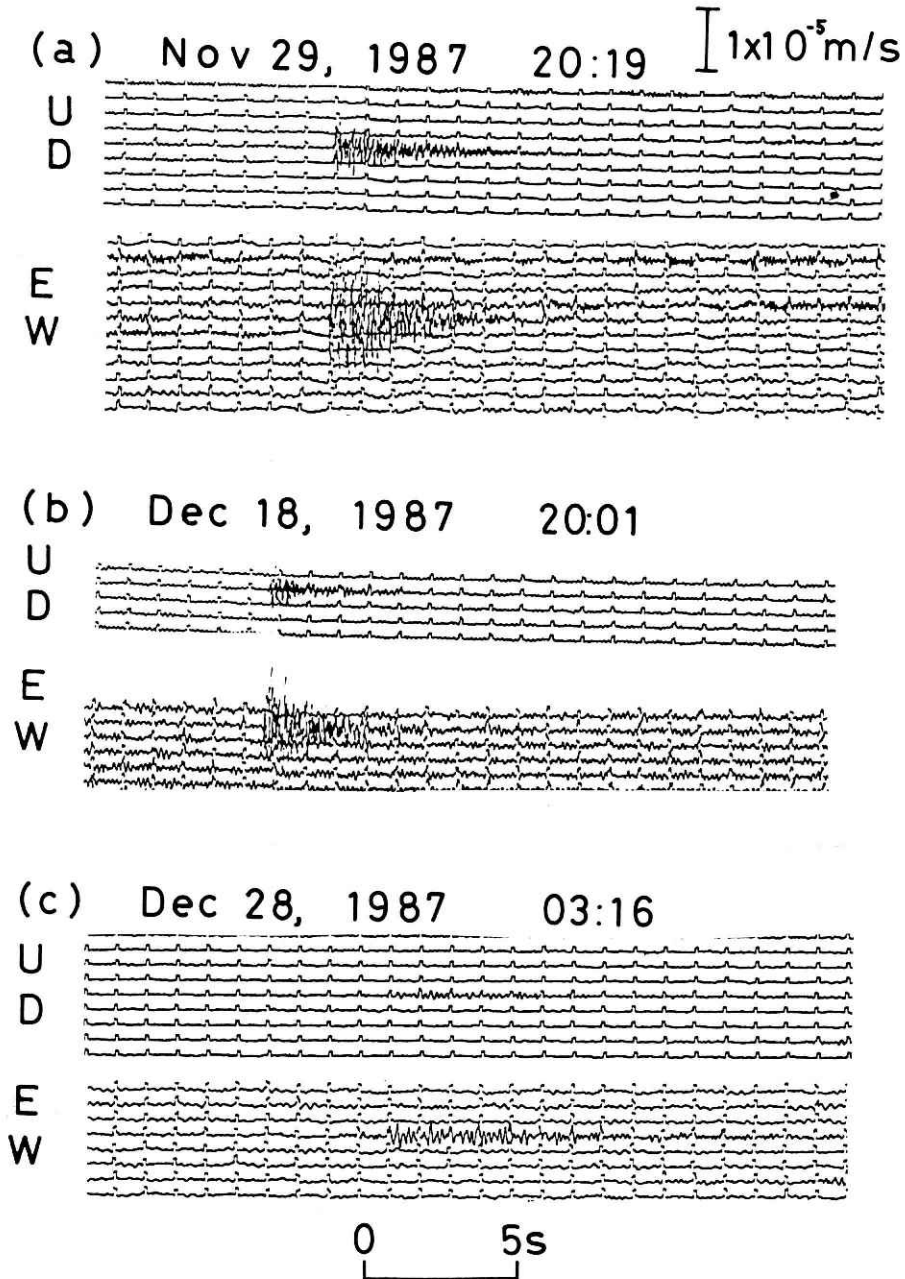 (a) Nov 29, 1987 20:19 1x10⁻⁵m/s
U
D
E
W
(b) Dec 18, 1987 20:01
U
D
E
W
(c) Dec 28, 1987 03:16
U
D
E
W
0 5s